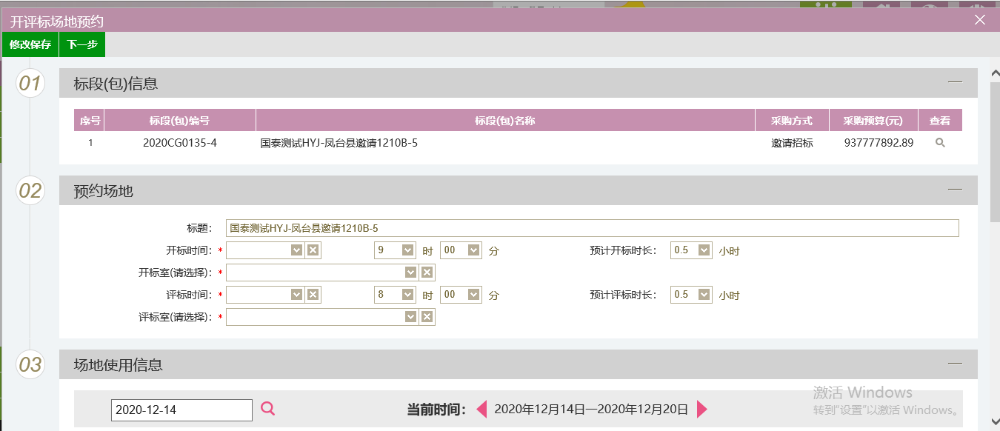 开评标场地预约
修改保存 下一步
01 标段(包)信息
序号 标段(包)编号 标段(包)名称 采购方式 采购预算(元) 查看
1 2020CG0135-4 国泰测试HYJ-凤台县邀请1210B-5 邀请招标 937777892.89
02 预约场地
标题： 国泰测试HYJ-凤台县邀请1210B-5
开标时间：* 9 时 00 分 预计开标时长： 0.5 小时
开标室(请选择)：*
评标时间：* 8 时 00 分 预计评标时长： 0.5 小时
评标室(请选择)：*
03 场地使用信息
2020-12-14 当前时间： 2020年12月14日—2020年12月20日
激活 Windows
转到“设置”以激活 Windows。